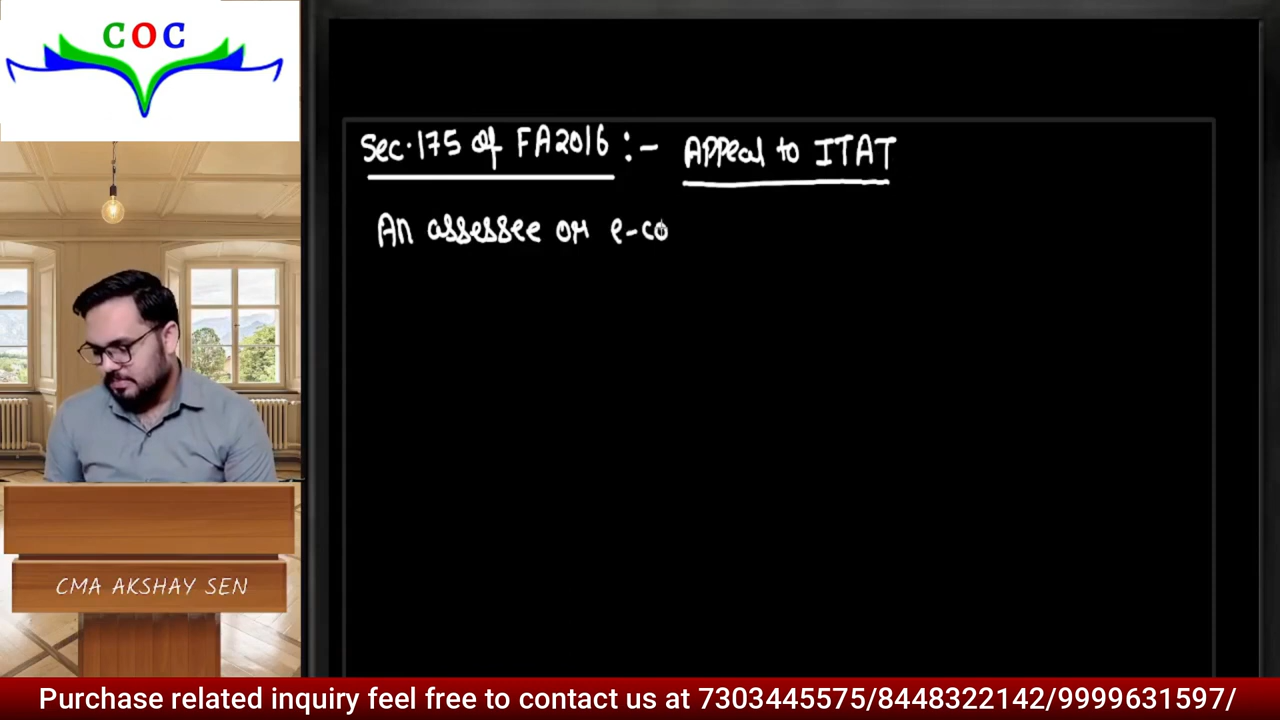 COC
Sec.175 of FA2016 :- Appeal to ITAT
An assessee or e-co
CMA AKSHAY SEN
Purchase related inquiry feel free to contact us at 7303445575/8448322142/9999631597/